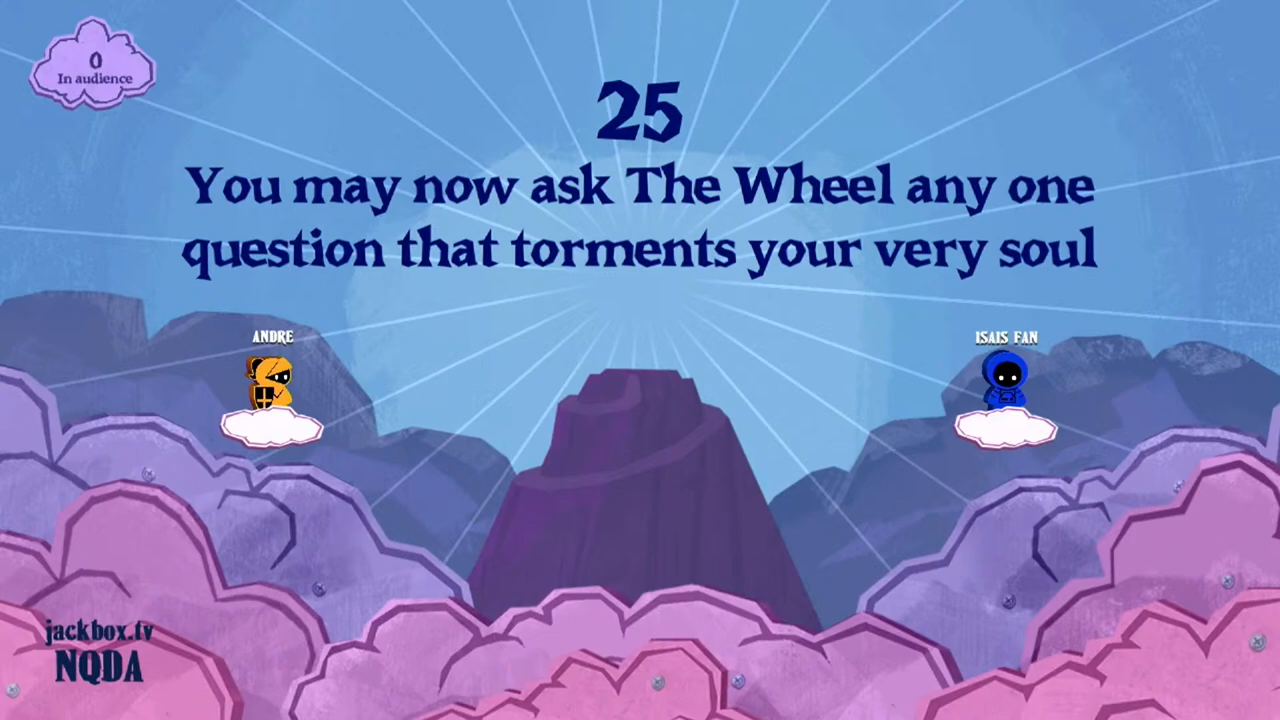 0
In audience
25
You may now ask The Wheel any one
question that torments your very soul
ANDRE
ISAIS FAN
jackbox.tv
NQDA